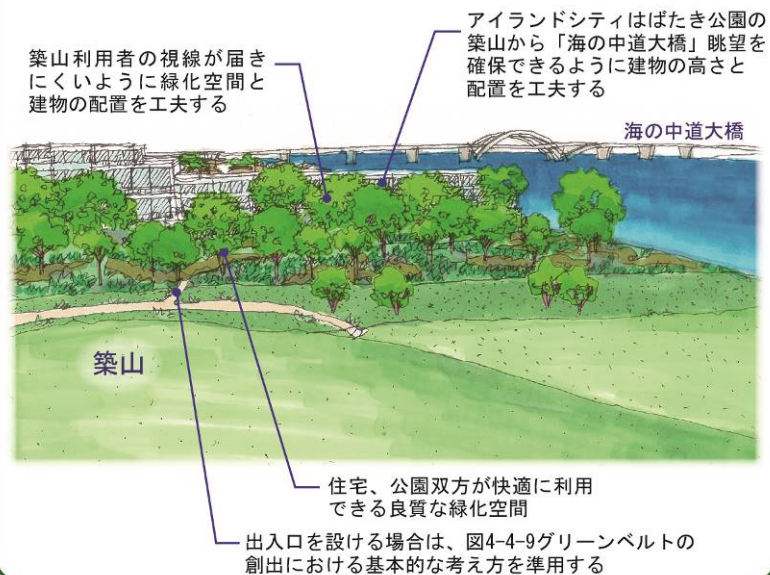 築山利用者の視線が届き
にくいように緑化空間と
建物の配置を工夫する
アイランドシティはばたき公園の
築山から「海の中道大橋」眺望を
確保できるように建物の高さと
配置を工夫する
海の中道大橋
築山
住宅、公園双方が快適に利用
できる良質な緑化空間
出入口を設ける場合は、図4-4-9グリーンベルトの
創出における基本的な考え方を準用する